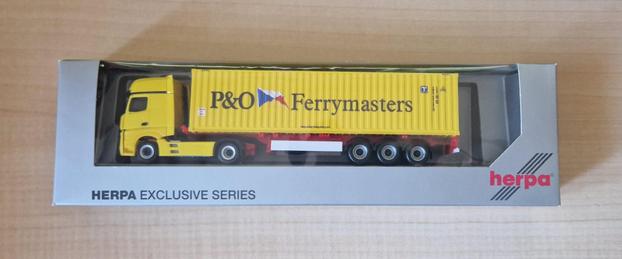 P&O Ferrymasters
HERPA EXCLUSIVE SERIES
herpa